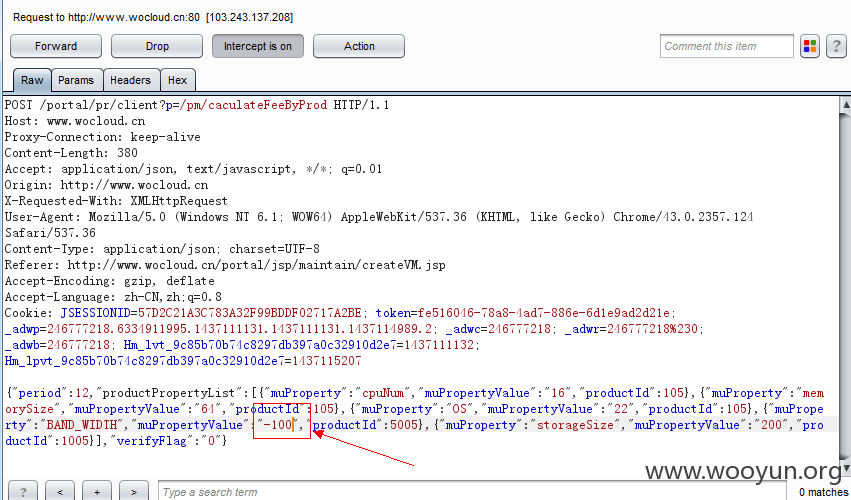 Request to http://www.wocloud.cn:80 [103.243.137.208]
Forward Drop Intercept is on Action Comment this item ?
Raw Params Headers Hex
POST /portal/pr/client?p=/pm/caculateFeeByProd HTTP/1.1
Host: www.wocloud.cn
Proxy-Connection: keep-alive
Content-Length: 380
Accept: application/json, text/javascript, */*; q=0.01
Origin: http://www.wocloud.cn
X-Requested-With: XMLHttpRequest
User-Agent: Mozilla/5.0 (Windows NT 6.1; WOW64) AppleWebKit/537.36 (KHTML, like Gecko) Chrome/43.0.2357.124
Safari/537.36
Content-Type: application/json; charset=UTF-8
Referer: http://www.wocloud.cn/portal/jsp/maintain/createVM.jsp
Accept-Encoding: gzip, deflate
Accept-Language: zh-CN,zh;q=0.8
Cookie: JSESSIONID=57D2C21A3C783A32F99BDDF02717A2BE; token=fe516046-78a8-4ad7-886e-6d1e9ad2d21e;
_adwp=246777218.6334911995.1437111131.1437111131.1437114989.2; _adwc=246777218; _adwr=246777218%230;
_adwb=246777218; Hm_lvt_9c85b70b74c8297db397a0c32910d2e7=1437111132;
Hm_lpvt_9c85b70b74c8297db397a0c32910d2e7=1437115207
{"period":12,"productPropertyList":[{"muProperty":"cpuNum","muPropertyValue":"16","productId":105},{"muProperty":"mem
orySize","muPropertyValue":"64","productId":105},{"muProperty":"OS","muPropertyValue":"22","productId":105},{"muPrope
rty":"BAND_WIDTH","muPropertyValue":"-100","productId":5005},{"muProperty":"storageSize","muPropertyValue":"200","pro
ductId":1005}],"verifyFlag":"0"}
www.wooyun.org
? < + > Type a search term 0 matches